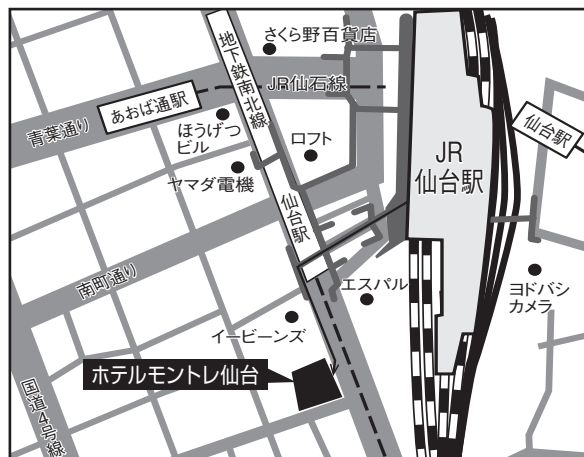 さくら野百貨店
地下鉄南北線
JR仙石線
あおば通駅
青葉通り
ほうげつ
ビル
ロフト
ヤマダ電機
仙台駅
JR
仙台駅
仙台駅
南町通り
エスパル
ヨドバシ
カメラ
イービーンズ
ホテルモントレ仙台
国道4号線